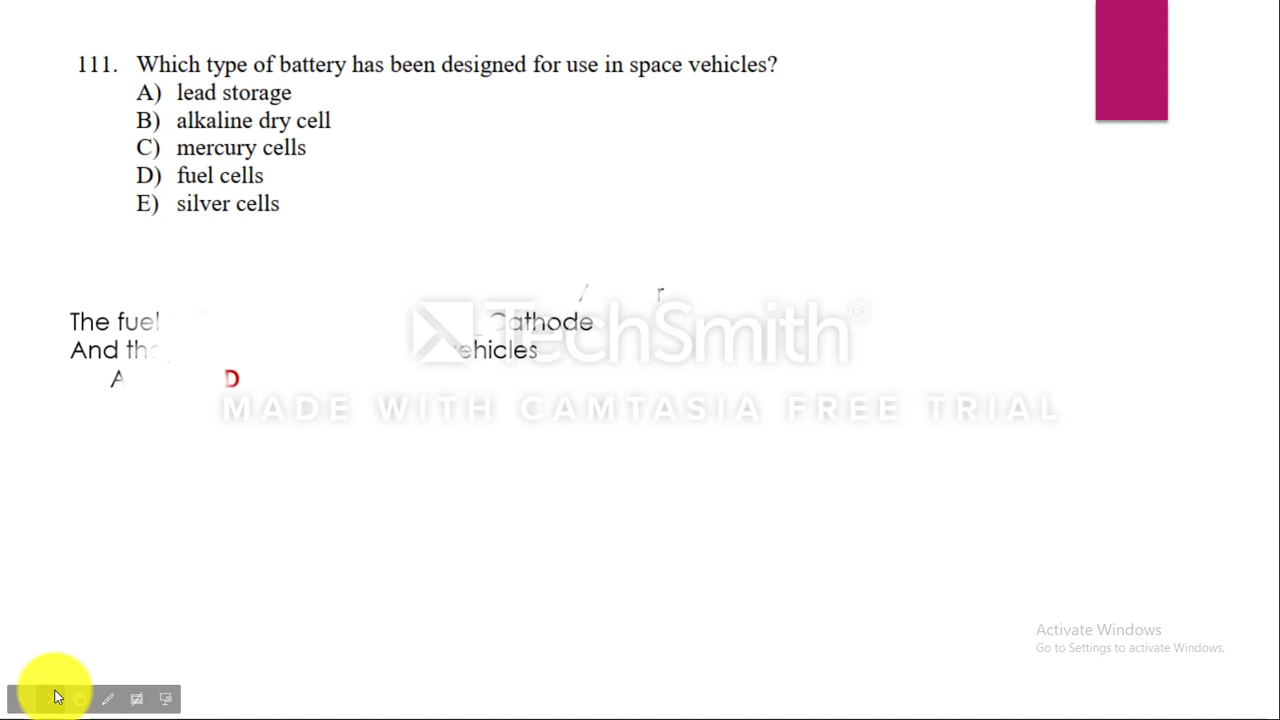 111. Which type of battery has been designed for use in space vehicles?
A) lead storage
B) alkaline dry cell
C) mercury cells
D) fuel cells
E) silver cells
The fuel Cathode
And vehicles
D
TechSmith®
MADE WITH CAMTASIA FREE TRIAL
Activate Windows
Go to Settings to activate Windows.